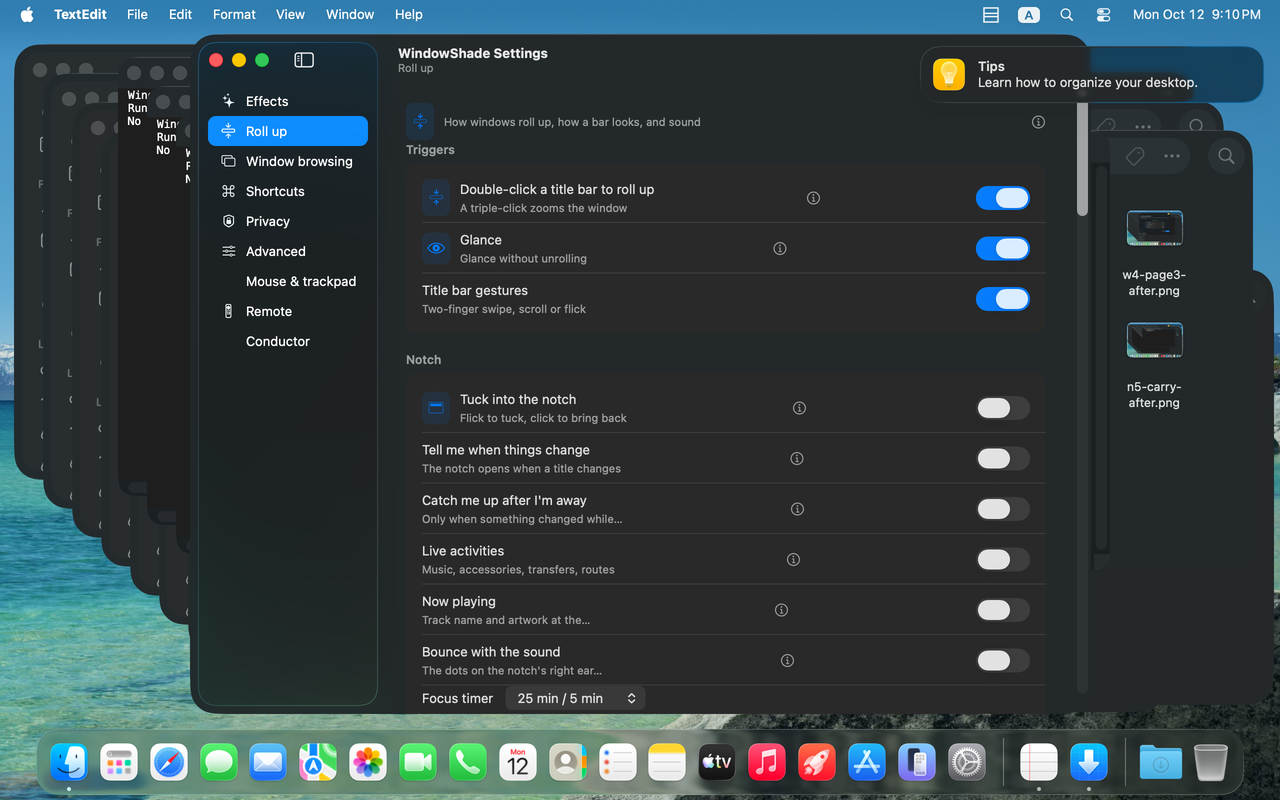 TextEdit File Edit Format View Window Help
A
Mon Oct 12 9:10 PM
WindowShade Settings
Roll up
Tips
Learn how to organize your desktop.
Effects
Roll up
Window browsing
Shortcuts
Privacy
Advanced
Mouse & trackpad
Remote
Conductor
How windows roll up, how a bar looks, and sound
Triggers
Double-click a title bar to roll up
A triple-click zooms the window
Glance
Glance without unrolling
Title bar gestures
Two-finger swipe, scroll or flick
Notch
Tuck into the notch
Flick to tuck, click to bring back
Tell me when things change
The notch opens when a title changes
Catch me up after I'm away
Only when something changed while…
Live activities
Music, accessories, transfers, routes
Now playing
Track name and artwork at the…
Bounce with the sound
The dots on the notch's right ear…
Focus timer 25 min / 5 min
Run
No
Run
No
w4-page3-
after.png
n5-carry-
after.png
Mon
12
tv